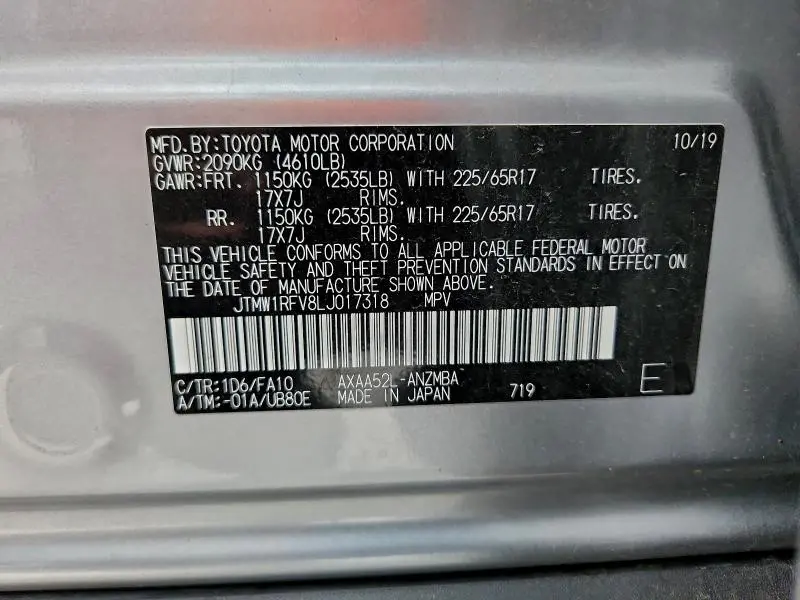 MFD.BY:TOYOTA MOTOR CORPORATION 10/19
GVWR:2090KG (4610LB)
GAWR:FRT. 1150KG (2535LB) WITH 225/65R17 TIRES.
17X7J RIMS.
RR. 1150KG (2535LB) WITH 225/65R17 TIRES.
17X7J RIMS.
THIS VEHICLE CONFORMS TO ALL APPLICABLE FEDERAL MOTOR
VEHICLE SAFETY AND THEFT PREVENTION STANDARDS IN EFFECT ON
THE DATE OF MANUFACTURE SHOWN ABOVE.
JTMW1RFV8LJ017318 MPV
C/TR:1D6/FA10 AXAA52L-ANZMBA
A/TM:-01A/UB80E MADE IN JAPAN 719 E